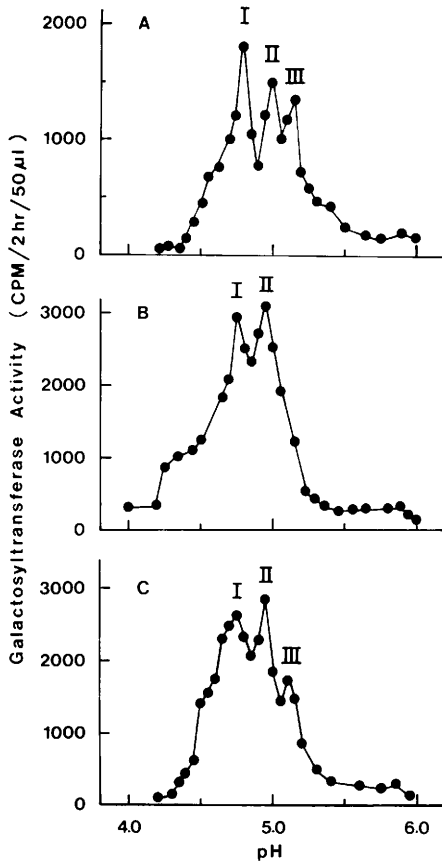 Galactosyltransferase Activity (CPM/2hr/50µl)
A
I
II
III
2000
1000
0
B
I
II
3000
2000
1000
0
C
I
II
III
3000
2000
1000
0
4.0 5.0 6.0
pH